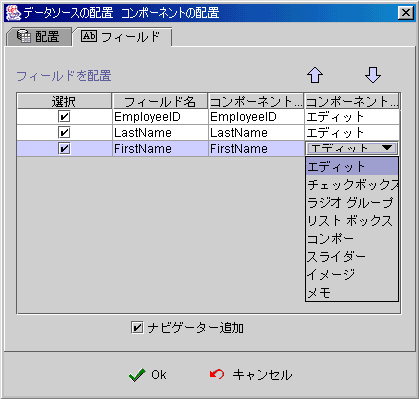 データソースの配置 コンポーネントの配置
配置
Ab フィールド
フィールドを配置
選択 フィールド名 コンポーネント... コンポーネント...
EmployeeID EmployeeID エディット
LastName LastName エディット
FirstName FirstName エディット
エディット
チェックボックス
ラジオ グループ
リスト ボックス
コンボー
スライダー
イメージ
メモ
ナビゲーター追加
Ok キャンセル